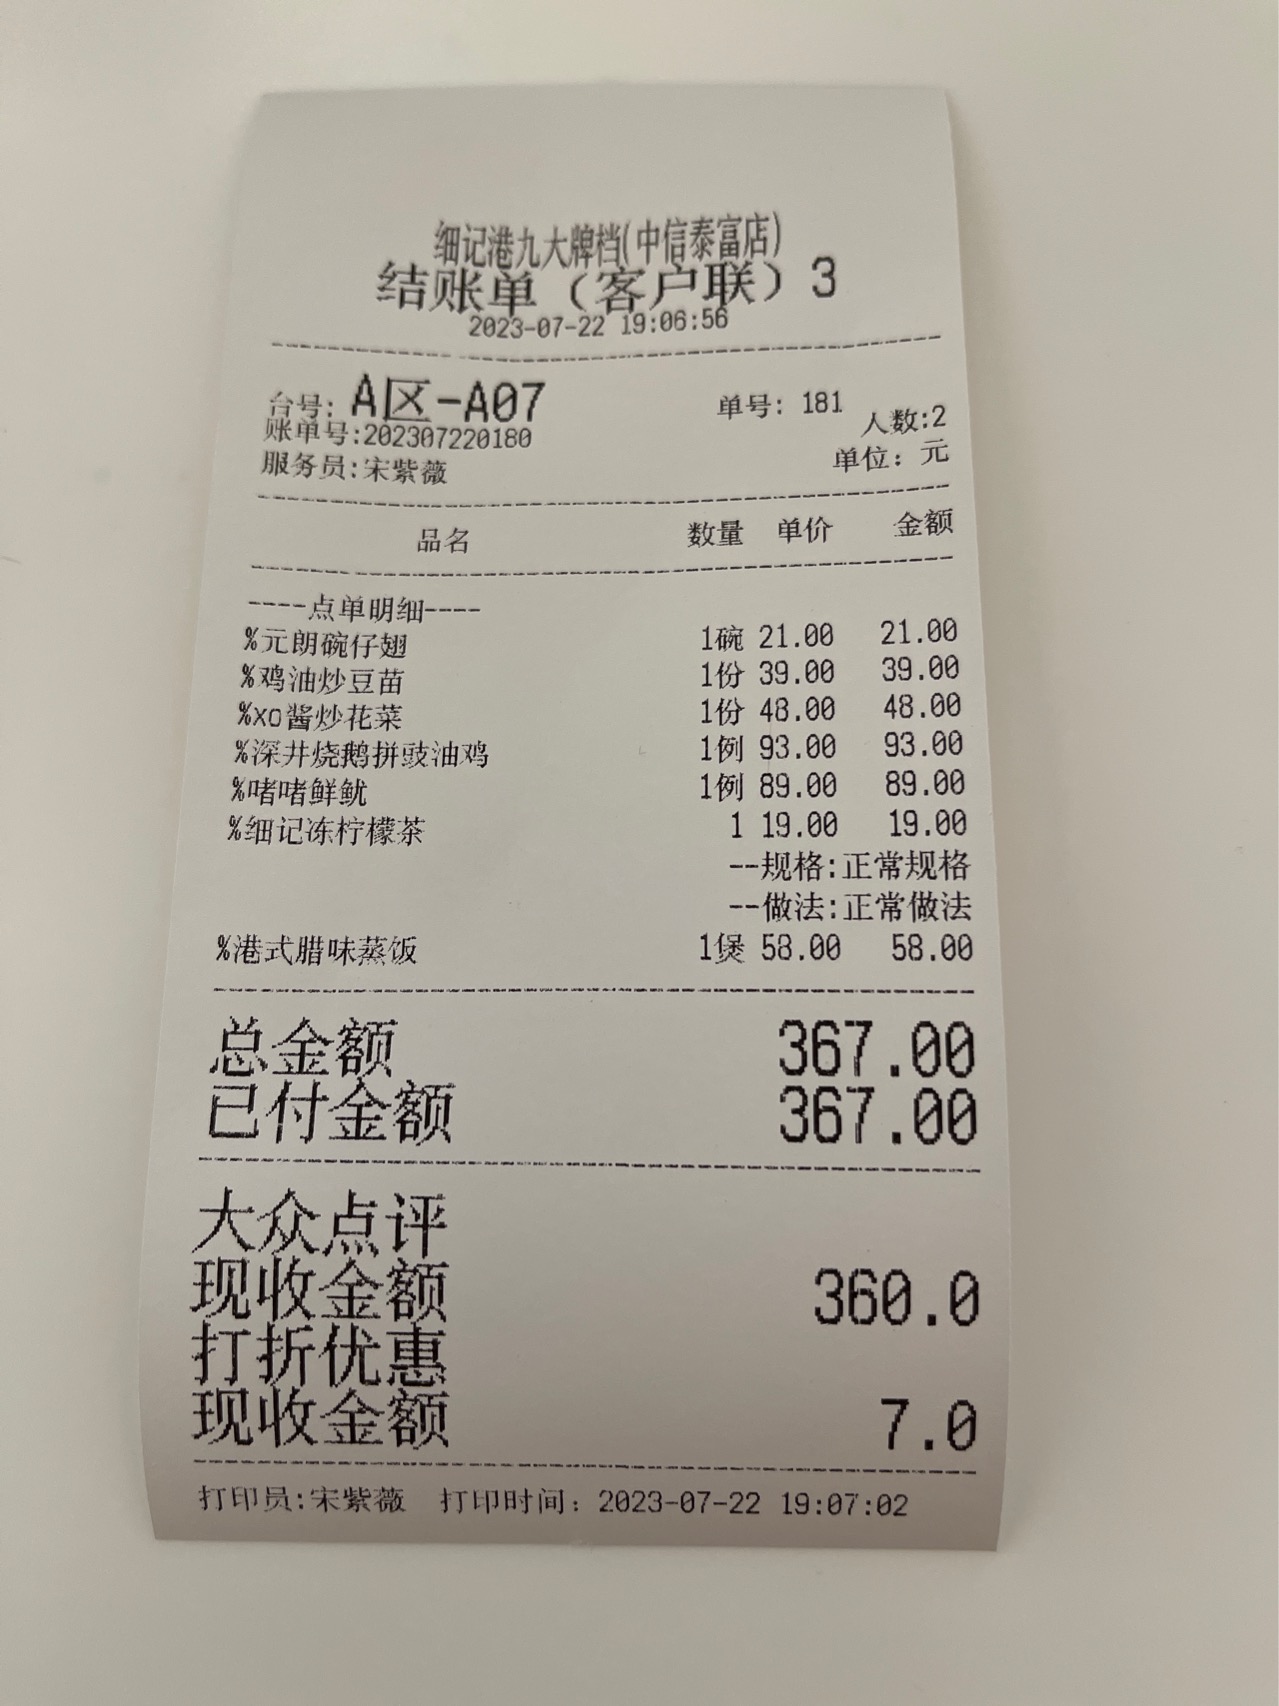 细记港九大牌档(中信泰富店)
结账单（客户联）3
2023-07-22 19:06:56
台号: A区-A07 单号: 181
账单号:202307220180 人数:2
服务员:宋紫薇 单位: 元
品名 数量 单价 金额
----点单明细----
%元朗碗仔翅 1碗 21.00 21.00
%鸡油炒豆苗 1份 39.00 39.00
%xo酱炒花菜 1份 48.00 48.00
%深井烧鹅拼豉油鸡 1例 93.00 93.00
%啫啫鲜鱿 1例 89.00 89.00
%细记冻柠檬茶 1 19.00 19.00
--规格:正常规格
--做法:正常做法
%港式腊味蒸饭 1煲 58.00 58.00
总金额 367.00
已付金额 367.00
大众点评
现收金额 360.0
打折优惠
现收金额 7.0
打印员:宋紫薇 打印时间: 2023-07-22 19:07:02